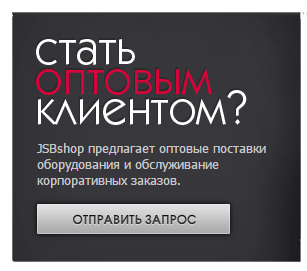 стать
оптовым
клиентом?
JSBshop предлагает оптовые поставки
оборудования и обслуживание
корпоративных заказов.
ОТПРАВИТЬ ЗАПРОС